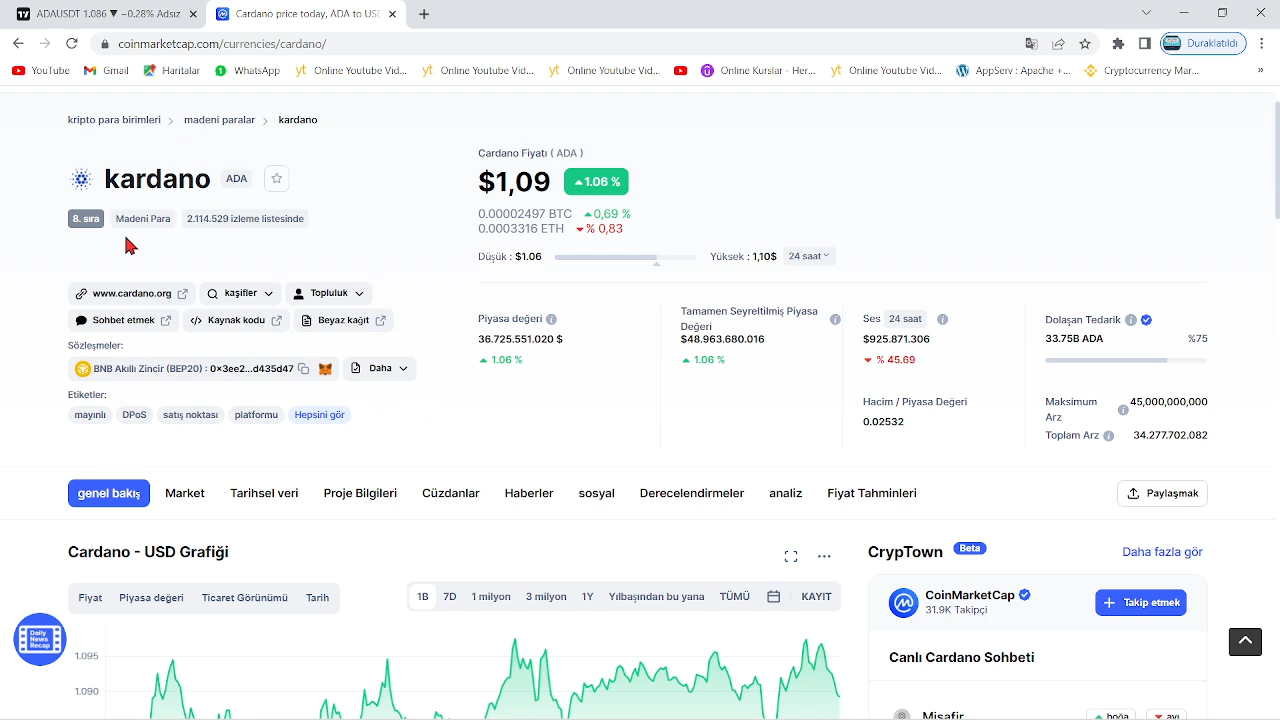 ADAUSDT 1.086 ▼ −0.28% Adsız
Cardano price today, ADA to USD
coinmarketcap.com/currencies/cardano/
Duraklatıldı
YouTube
Gmail
Haritalar
WhatsApp
Online Youtube Vid...
Online Youtube Vid...
Online Youtube Vid...
Online Kurslar - Her...
Online Youtube Vid...
AppServ : Apache +...
Cryptocurrency Mar...
»
kripto para birimleri > madeni paralar > kardano
kardano ADA
8. sıra Madeni Para 2.114.529 izleme listesinde
www.cardano.org kaşifler Topluluk
Sohbet etmek Kaynak kodu Beyaz kağıt
Sözleşmeler:
BNB Akıllı Zincir (BEP20) : 0x3ee2...d435d47 Daha
Etiketler:
mayınlı DPoS satış noktası platformu Hepsini gör
Cardano Fiyatı ( ADA )
$1,09 1.06 %
0.00002497 BTC 0,69 %
0.0003316 ETH % 0,83
Düşük : $1.06 Yüksek : 1,10$ 24 saat
Piyasa değeri
36.725.551.020 $
1.06 %
Tamamen Seyreltilmiş Piyasa
Değeri
$48.963.680.016
1.06 %
Ses 24 saat
$925.871.306
% 45.69
Hacim / Piyasa Değeri
0.02532
Dolaşan Tedarik
33.75B ADA %75
Maksimum
Arz
45,000,000,000
Toplam Arz 34.277.702.082
genel bakış Market Tarihsel veri Proje Bilgileri Cüzdanlar Haberler sosyal Derecelendirmeler analiz Fiyat Tahminleri Paylaşmak
Cardano - USD Grafiği
Fiyat Piyasa değeri Ticaret Görünümü Tarih
1B 7D 1 milyon 3 milyon 1Y Yılbaşından bu yana TÜMÜ KAYIT
1.095
1.090
Daily
News
Recap
CrypTown Beta Daha fazla gör
CoinMarketCap
31.9K Takipçi
+ Takip etmek
Canlı Cardano Sohbeti
Misafir boğa ayı